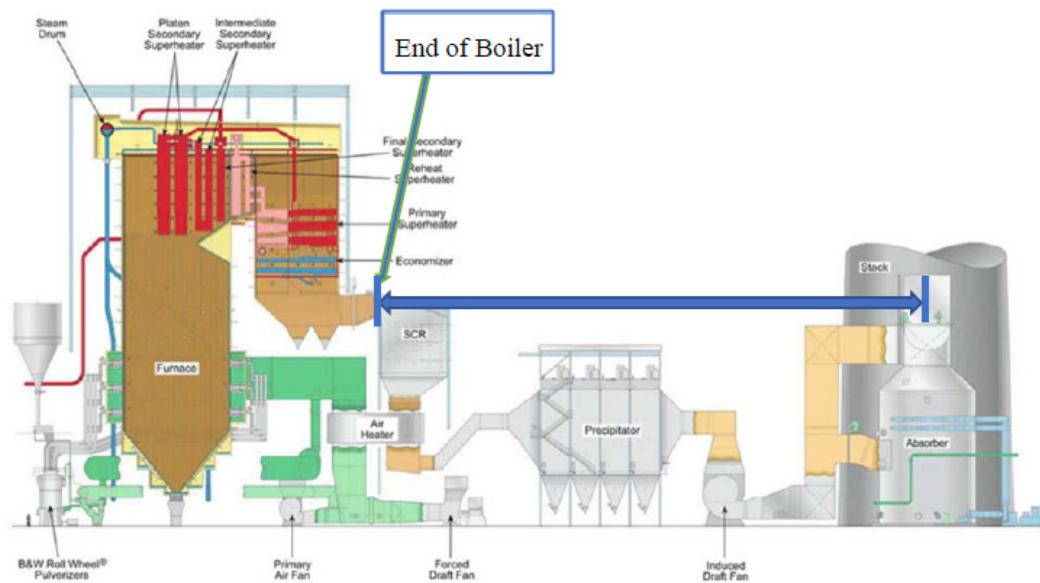 End of Boiler
Steam
Drum
Platen
Secondary
Superheater
Intermediate
Secondary
Superheater
Final Secondary
Superheater
Reheat
Superheater
Primary
Superheater
Economizer
Stack
SCR
Furnace
Air
Heater
Precipitator
Absorber
B&W Roll Wheel®
Pulverizers
Primary
Air Fan
Forced
Draft Fan
Induced
Draft Fan